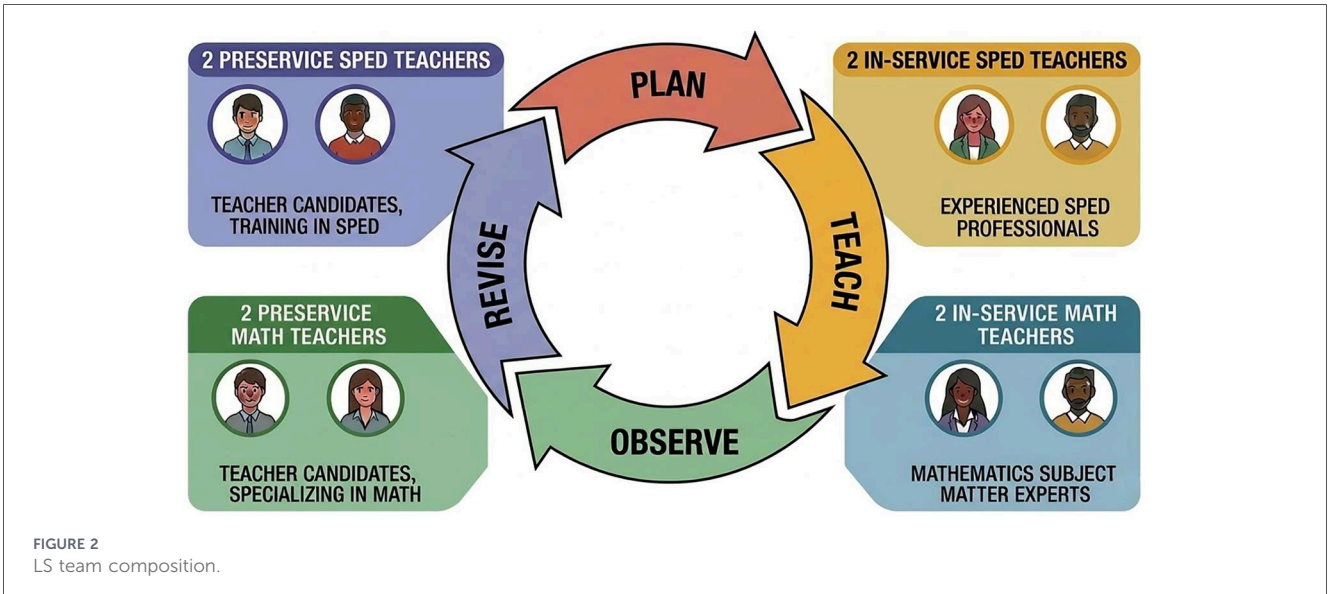 2 PRESERVICE SPED TEACHERS
TEACHER CANDIDATES,
TRAINING IN SPED
PLAN
2 IN-SERVICE SPED TEACHERS
EXPERIENCED SPED
PROFESSIONALS
TEACH
REVISE
2 PRESERVICE
MATH TEACHERS
TEACHER CANDIDATES,
SPECIALIZING IN MATH
OBSERVE
2 IN-SERVICE MATH
TEACHERS
MATHEMATICS SUBJECT
MATTER EXPERTS
FIGURE 2
LS team composition.